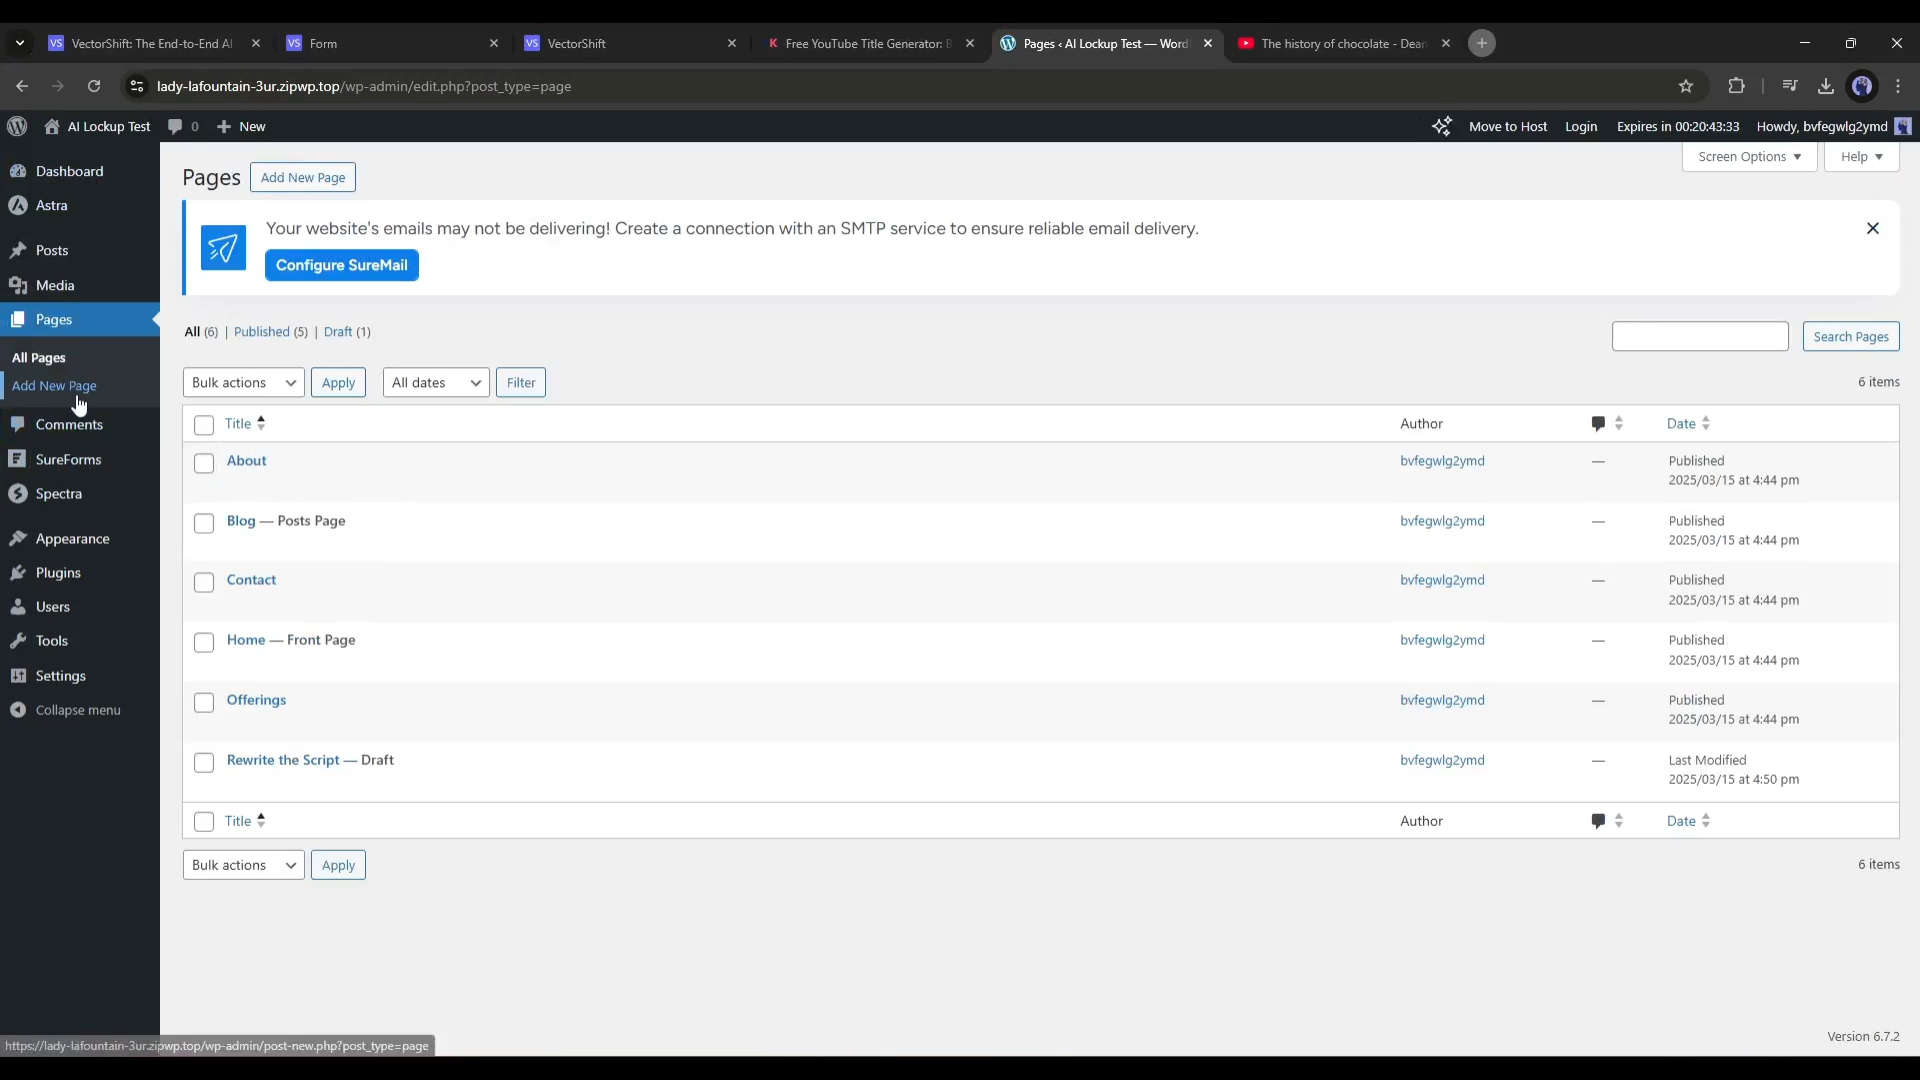 VectorShift: The End-to-End AI
Form
VectorShift
Free YouTube Title Generator: B
Pages ‹ AI Lockup Test — Word
The history of chocolate - Dean
lady-lafountain-3ur.zipwp.top/wp-admin/edit.php?post_type=page
AI Lockup Test
0
New
Move to Host
Login
Expires in 00:20:43:33
Howdy, bvfegwlg2ymd
Dashboard
Astra
Posts
Media
Pages
All Pages
Add New Page
Comments
SureForms
Spectra
Appearance
Plugins
Users
Tools
Settings
Collapse menu
Screen Options
Help
Pages
Add New Page
Your website's emails may not be delivering! Create a connection with an SMTP service to ensure reliable email delivery.
Configure SureMail
All (6) | Published (5) | Draft (1)
Search Pages
Bulk actions
Apply
All dates
Filter
6 items
Title
Author
Date
About
bvfegwlg2ymd
—
Published
2025/03/15 at 4:44 pm
Blog — Posts Page
bvfegwlg2ymd
—
Published
2025/03/15 at 4:44 pm
Contact
bvfegwlg2ymd
—
Published
2025/03/15 at 4:44 pm
Home — Front Page
bvfegwlg2ymd
—
Published
2025/03/15 at 4:44 pm
Offerings
bvfegwlg2ymd
—
Published
2025/03/15 at 4:44 pm
Rewrite the Script — Draft
bvfegwlg2ymd
—
Last Modified
2025/03/15 at 4:50 pm
Title
Author
Date
Bulk actions
Apply
6 items
Version 6.7.2
https://lady-lafountain-3ur.zipwp.top/wp-admin/post-new.php?post_type=page